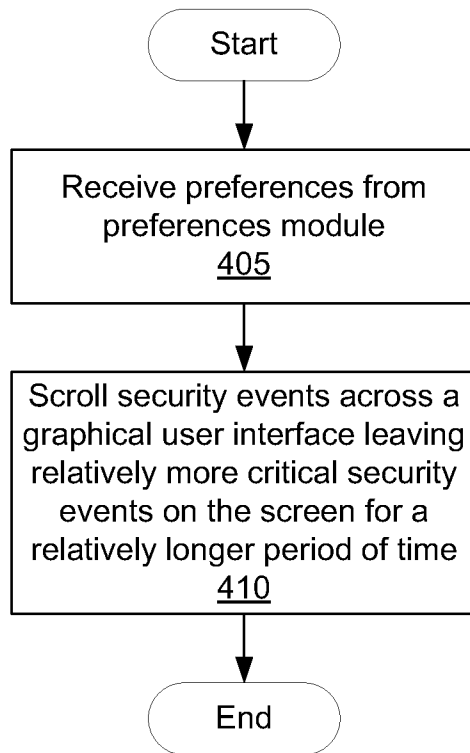 Start
Receive preferences from
preferences module
405
Scroll security events across a
graphical user interface leaving
relatively more critical security
events on the screen for a
relatively longer period of time
410
End